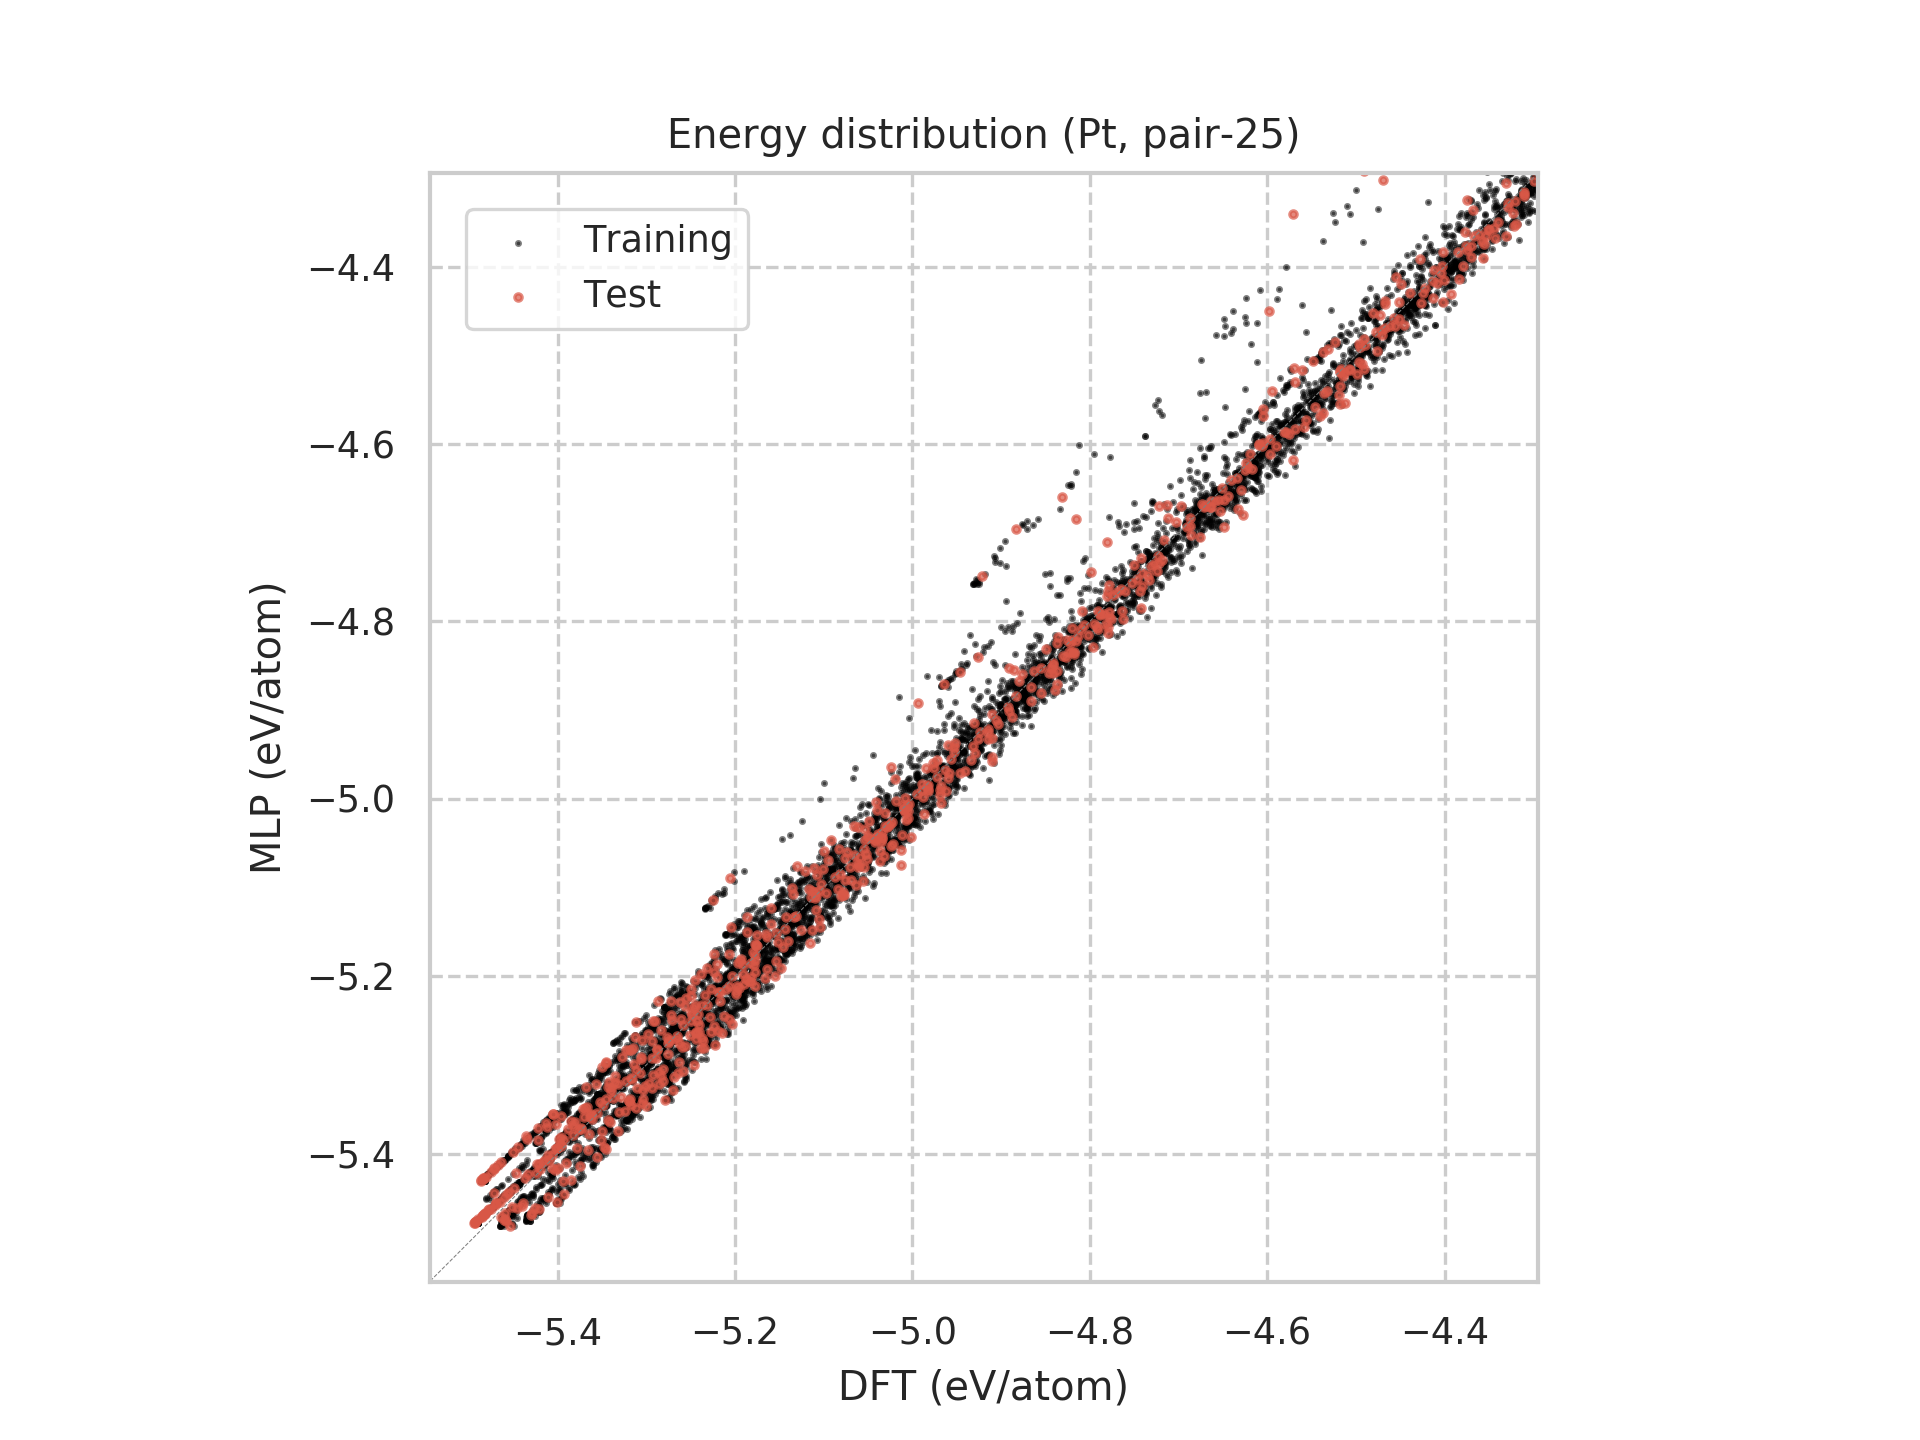 Energy distribution (Pt, pair-25)
Training
Test
MLP (eV/atom)
−4.4
−4.6
−4.8
−5.0
−5.2
−5.4
−5.4
−5.2
−5.0
−4.8
−4.6
−4.4
DFT (eV/atom)